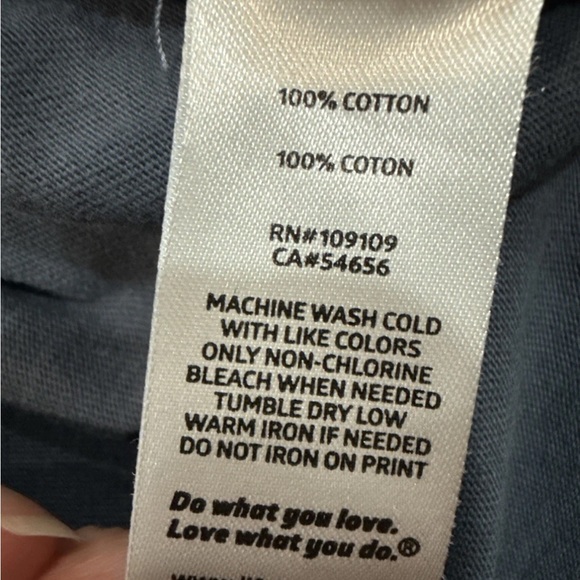 100% COTTON
100% COTON
RN#109109
CA#54656
MACHINE WASH COLD
WITH LIKE COLORS
ONLY NON-CHLORINE
BLEACH WHEN NEEDED
TUMBLE DRY LOW
WARM IRON IF NEEDED
DO NOT IRON ON PRINT
Do what you love.
Love what you do.®